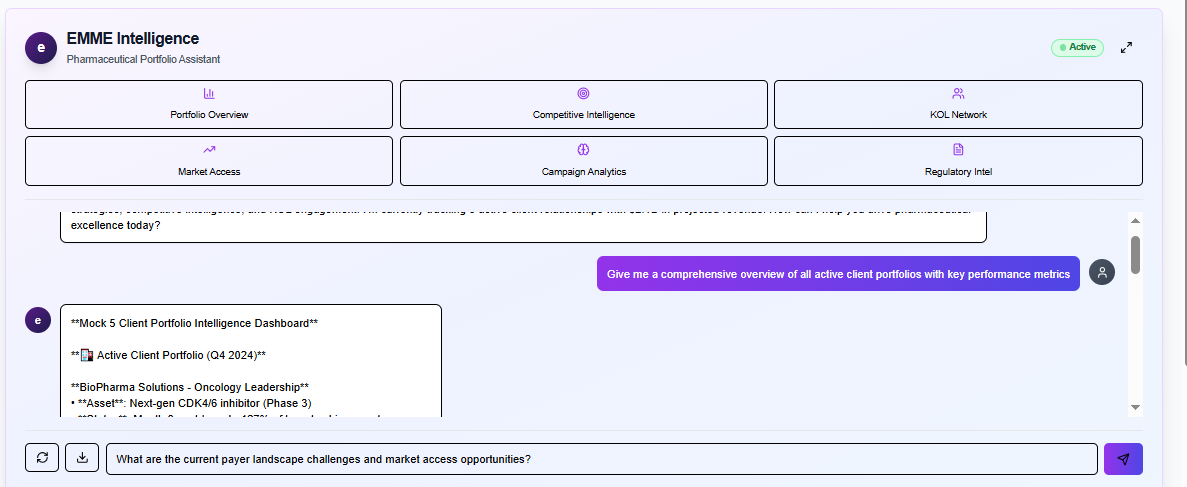 e
EMME Intelligence
Pharmaceutical Portfolio Assistant
Active
Portfolio Overview
Competitive Intelligence
KOL Network
Market Access
Campaign Analytics
Regulatory Intel
excellence today?
Give me a comprehensive overview of all active client portfolios with key performance metrics
e
**Mock 5 Client Portfolio Intelligence Dashboard**
**🏥 Active Client Portfolio (Q4 2024)**
**BioPharma Solutions - Oncology Leadership**
• **Asset**: Next-gen CDK4/6 inhibitor (Phase 3)
What are the current payer landscape challenges and market access opportunities?